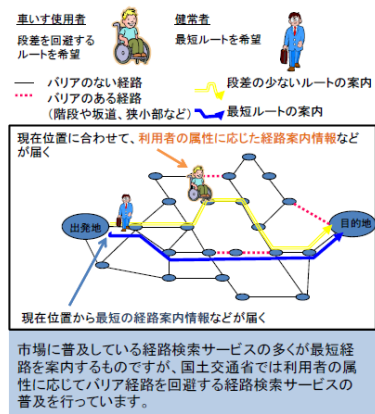 車いす使用者
段差を回避する
ルートを希望
健常者
最短ルートを希望
バリアのない経路
バリアのある経路
(階段や坂道、狭小部など)
段差の少ないルートの案内
最短ルートの案内
現在位置に合わせて、利用者の属性に応じた経路案内情報など
が届く
出発地
目的地
現在位置から最短の経路案内情報などが届く
市場に普及している経路検索サービスの多くが最短経
路を案内するものですが、国土交通省では利用者の属
性に応じてバリア経路を回避する経路検索サービスの
普及を行っています。